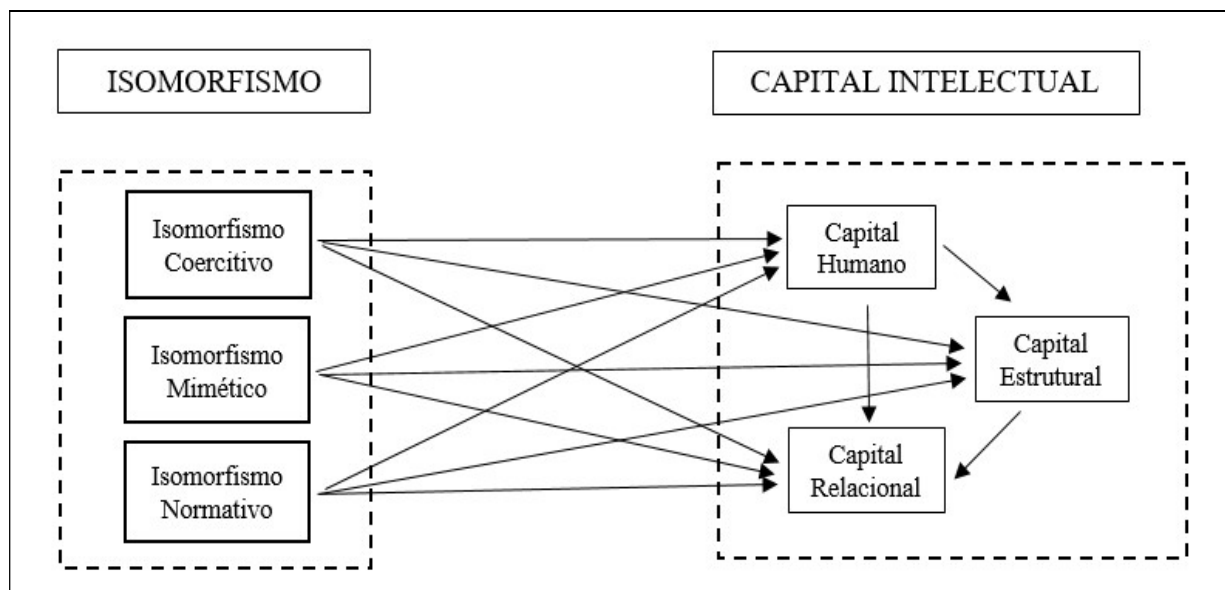 ISOMORFISMO
CAPITAL INTELECTUAL
Isomorfismo
Coercitivo
Isomorfismo
Mimético
Isomorfismo
Normativo
Capital
Humano
Capital
Estrutural
Capital
Relacional